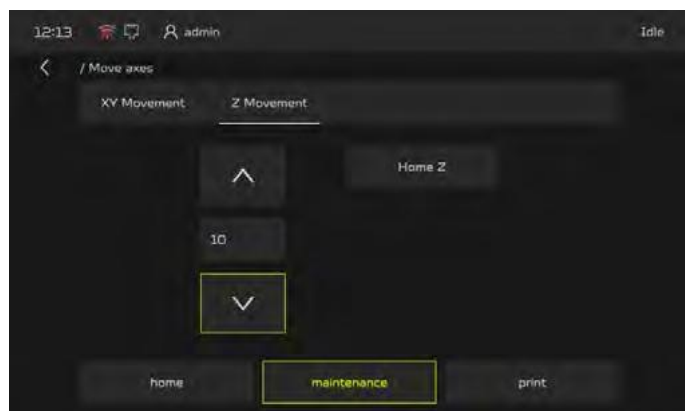 12:13 admin Idle
/ Move axes
XY Movement Z Movement
Home Z
10
home maintenance print